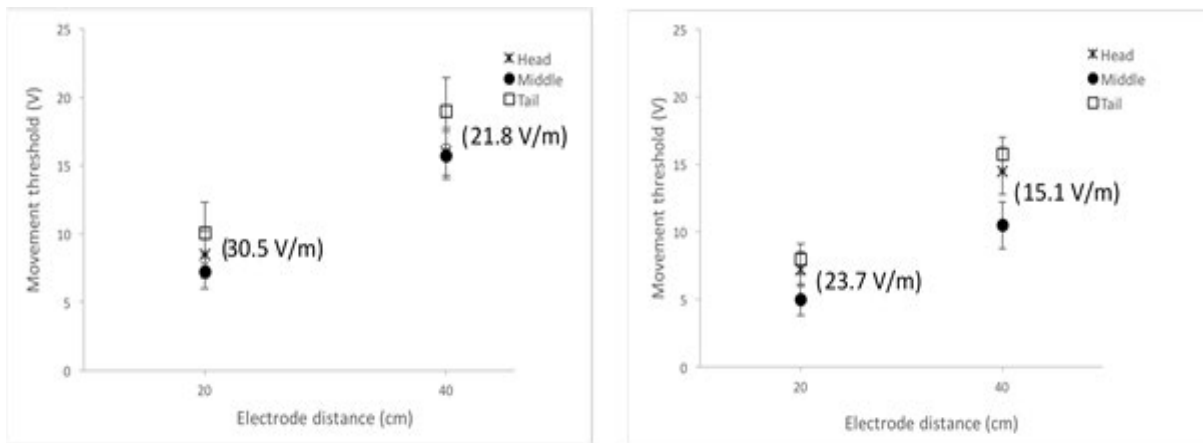 25
20
15
10
5
0
Movement threshold (V)
Head
Middle
Tail
(21.8 V/m)
(30.5 V/m)
20
40
Electrode distance (cm)
25
20
15
10
5
0
Movement threshold (V)
Head
Middle
Tail
(15.1 V/m)
(23.7 V/m)
20
40
Electrode distance (cm)